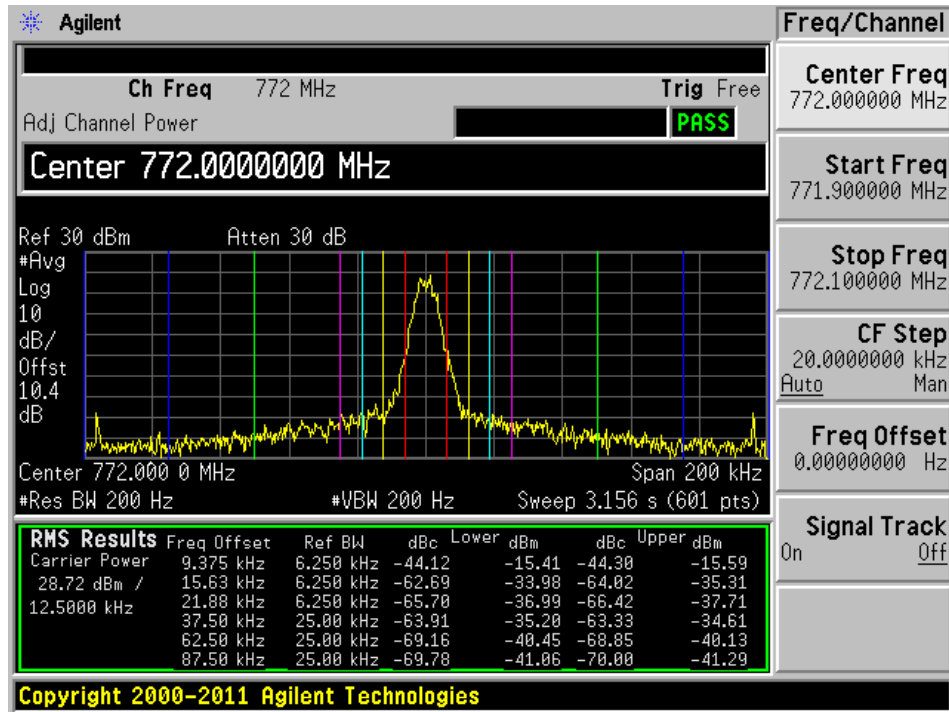 Agilent
Freq/Channel
Ch Freq 772 MHz Trig Free
Adj Channel Power PASS
Center 772.0000000 MHz
Ref 30 dBm Atten 30 dB
#Avg
Log
10
dB/
Offst
10.4
dB
Center 772.000 0 MHz Span 200 kHz
#Res BW 200 Hz #VBW 200 Hz Sweep 3.156 s (601 pts)
RMS Results Freq Offset Ref BW dBc Lower dBm dBc Upper dBm
Carrier Power 9.375 kHz 6.250 kHz -44.12 -15.41 -44.30 -15.59
28.72 dBm / 15.63 kHz 6.250 kHz -62.69 -33.98 -64.02 -35.31
12.5000 kHz 21.88 kHz 6.250 kHz -65.70 -36.99 -66.42 -37.71
37.50 kHz 25.00 kHz -63.91 -35.20 -63.33 -34.61
62.50 kHz 25.00 kHz -69.16 -40.45 -68.85 -40.13
87.50 kHz 25.00 kHz -69.78 -41.06 -70.00 -41.29
Center Freq
772.000000 MHz
Start Freq
771.900000 MHz
Stop Freq
772.100000 MHz
CF Step
20.0000000 kHz
Auto Man
Freq Offset
0.00000000 Hz
Signal Track
On Off
Copyright 2000-2011 Agilent Technologies